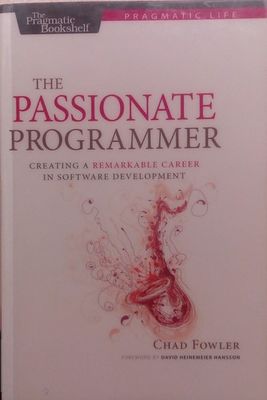 The
Pragmatic
Bookshelf
PRAGMATIC LIFE
THE
PASSIONATE
PROGRAMMER
CREATING A REMARKABLE CAREER
IN SOFTWARE DEVELOPMENT
CHAD FOWLER
FOREWORD BY DAVID HEINEMEIER HANSSON